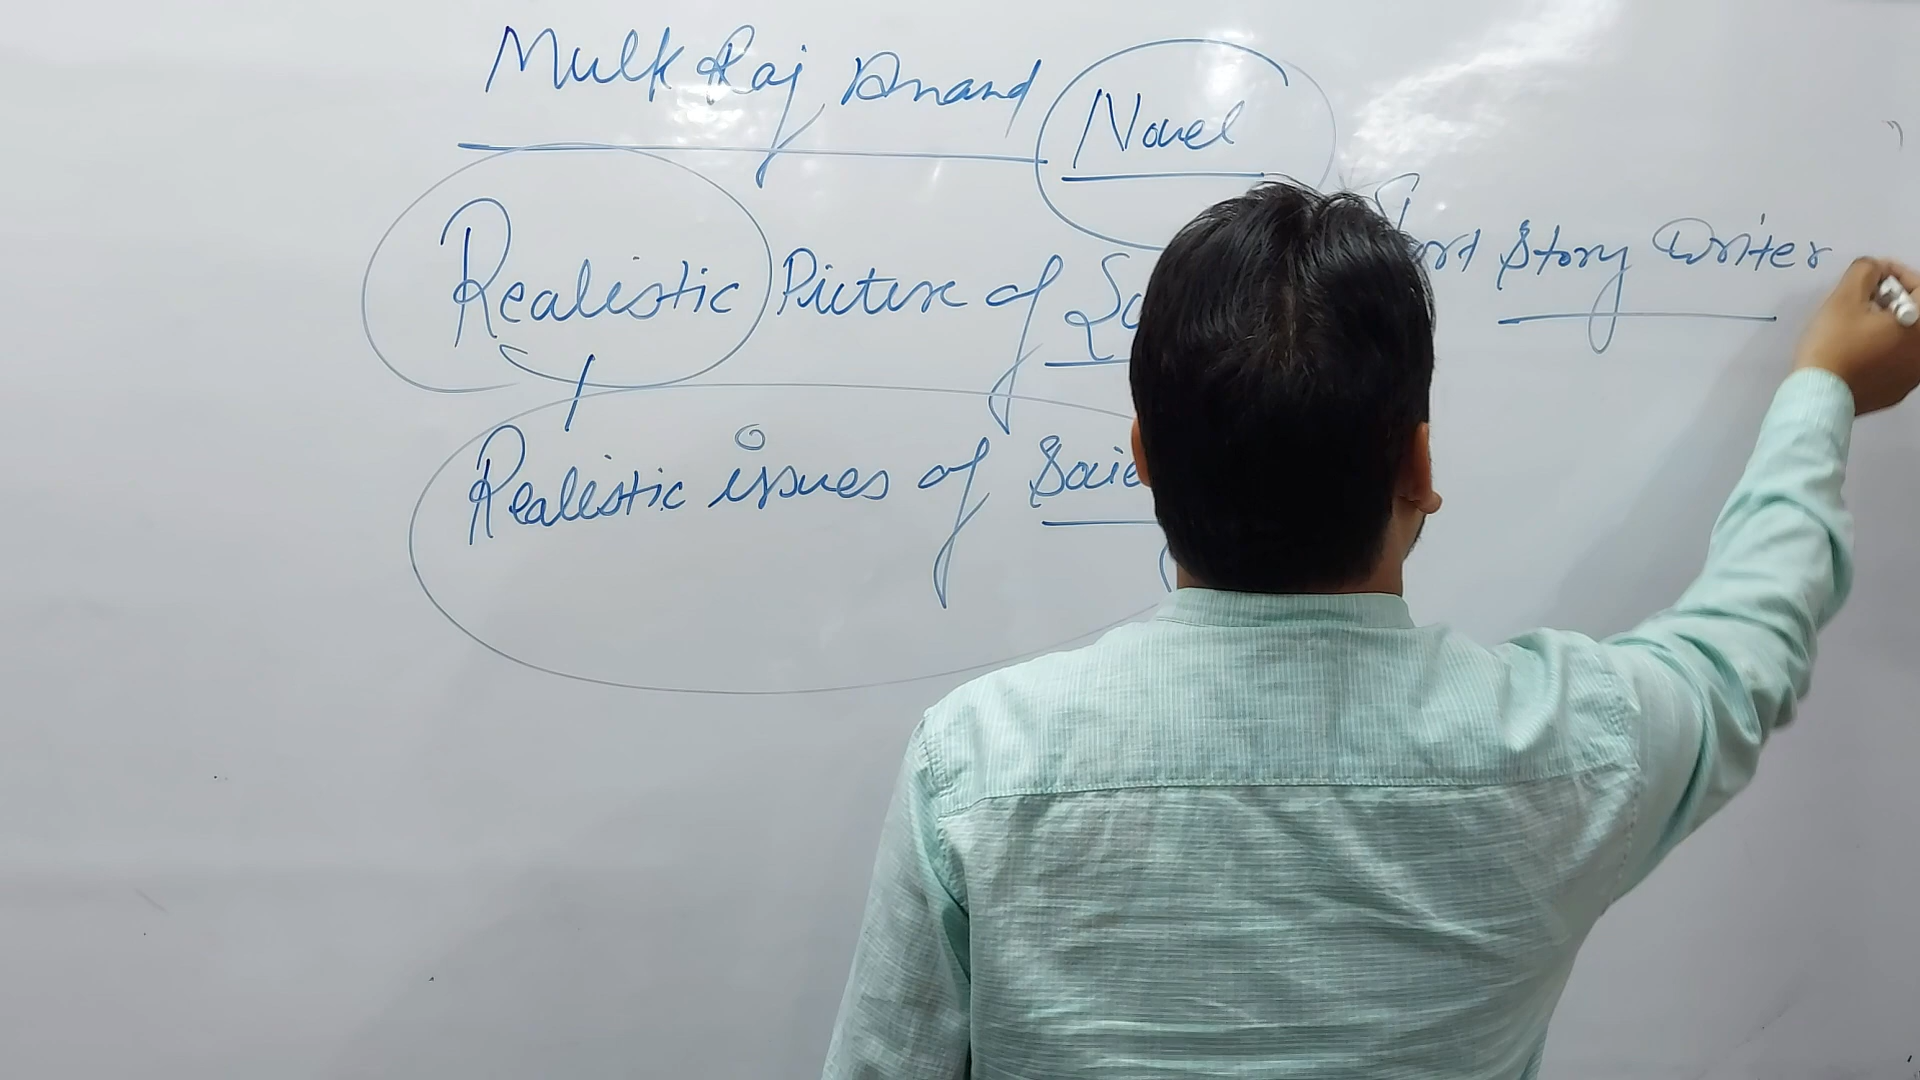 Mulk Raj Anand
Novel
Story Writer
Realistic Picture of
Realistic issues of